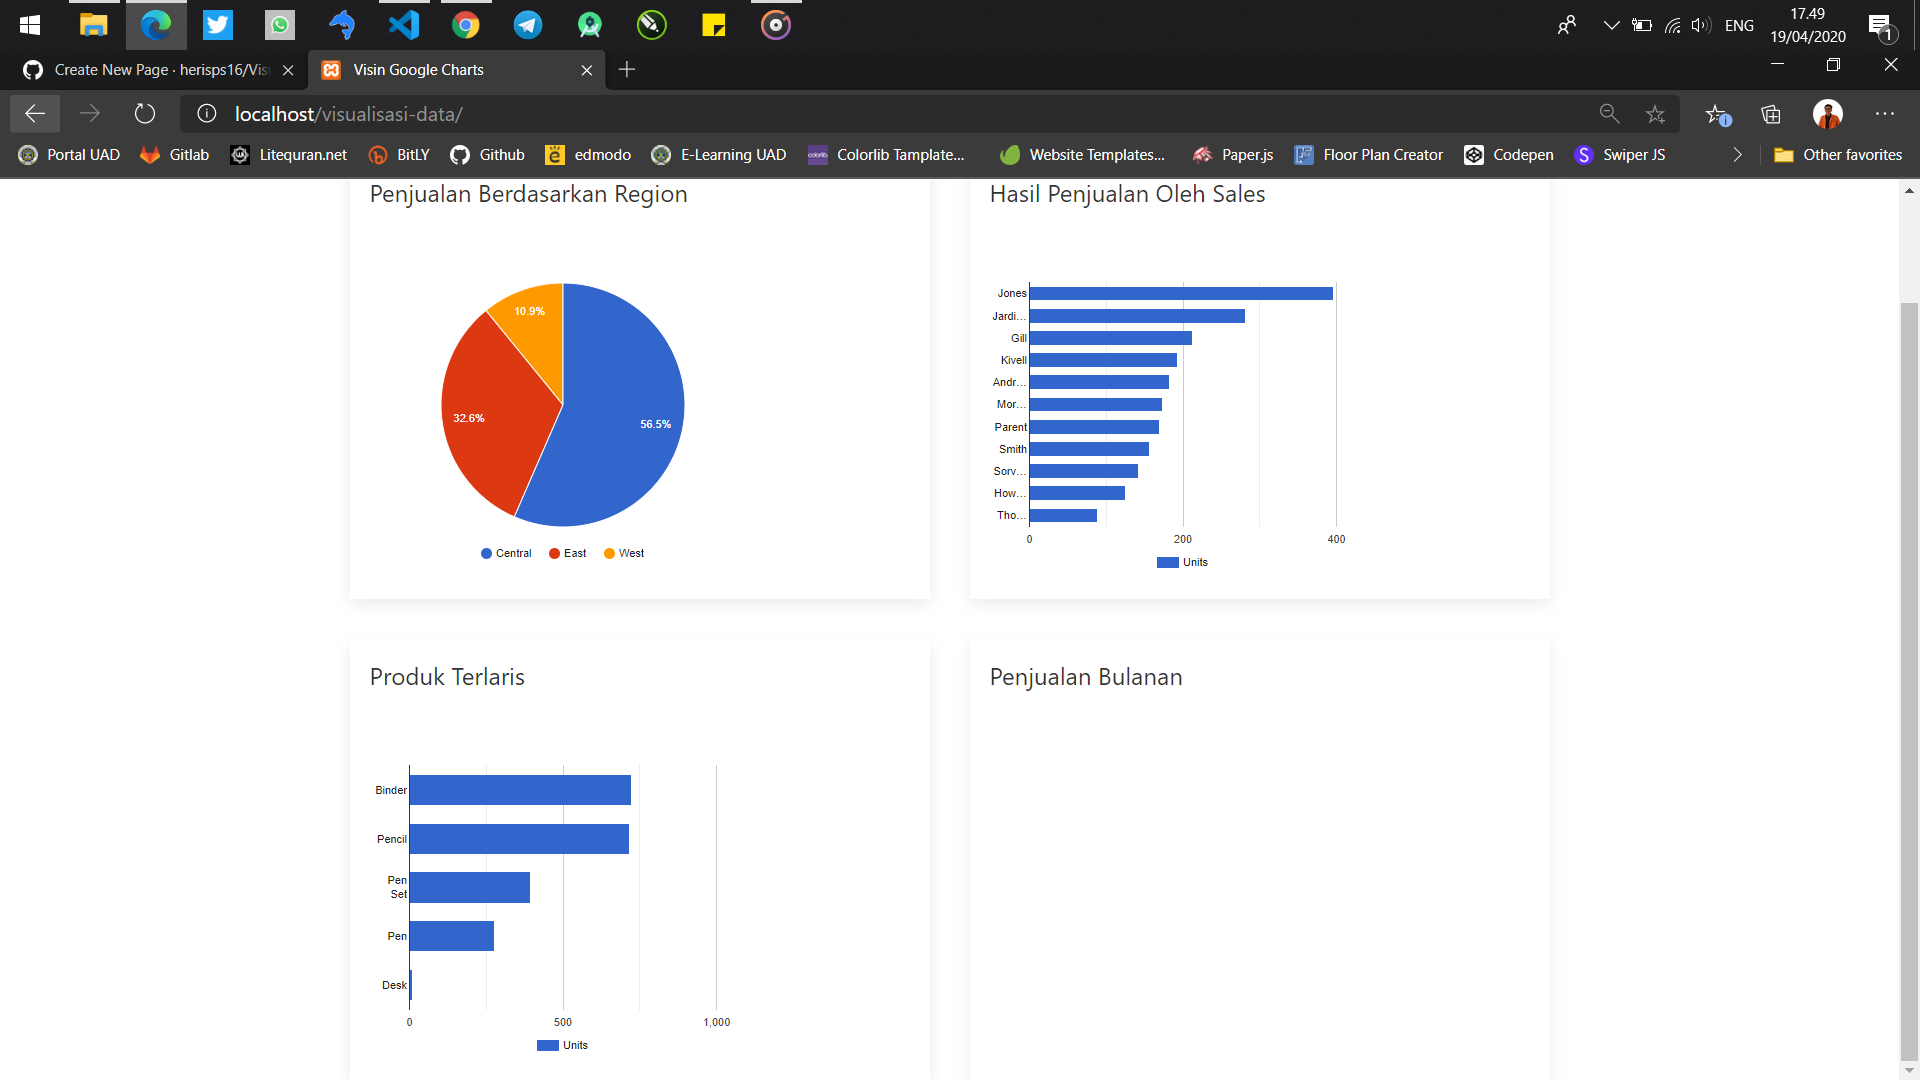 ENG
17.49
19/04/2020
1
Create New Page · herisps16/Vis
Visin Google Charts
localhost/visualisasi-data/
Portal UAD
Gitlab
Litequran.net
BitLY
Github
edmodo
E-Learning UAD
Colorlib Tamplate...
Website Templates...
Paper.js
Floor Plan Creator
Codepen
Swiper JS
Other favorites
Penjualan Berdasarkan Region
10.9%
32.6%
56.5%
Central
East
West
Hasil Penjualan Oleh Sales
Jones
Jardi...
Gill
Kivell
Andr...
Mor...
Parent
Smith
Sorv...
How...
Tho...
0
200
400
Units
Produk Terlaris
Binder
Pencil
Pen
Set
Pen
Desk
0
500
1,000
Units
Penjualan Bulanan